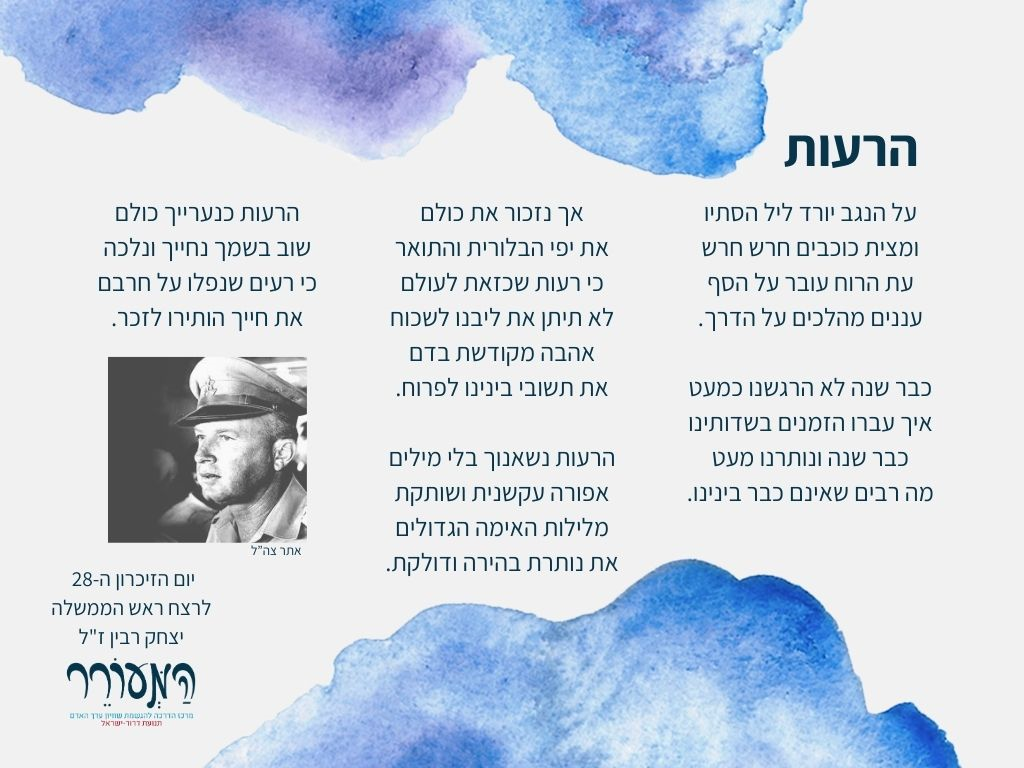 הרעות
על הנגב יורד ליל הסתיו
ומצית כוכבים חרש חרש
עת הרוח עובר על הסף
עננים מהלכים על הדרך.
כבר שנה לא הרגשנו כמעט
איך עברו הזמנים בשדותינו
כבר שנה ונותרנו מעט
מה רבים שאינם כבר בינינו.
אך נזכור את כולם
את יפי הבלורית והתואר
כי רעות שכזאת לעולם
לא תיתן את ליבנו לשכוח
אהבה מקודשת בדם
את תשובי בינינו לפרוח.
הרעות נשאנוך בלי מילים
אפורה עקשנית ושותקת
מלילות האימה הגדולים
את נותרת בהירה ודולקת.
הרעות כנערייך כולם
שוב בשמך נחייך ונלכה
כי רעים שנפלו על חרבם
את חייך הותירו לזכר.
אתר צה"ל
יום הזיכרון ה-28
לרצח ראש הממשלה
יצחק רבין ז"ל
הַמְּעוֹרֵר
מרכז הדרכה להגשמת שוויון ערך האדם
תנועת דרור-ישראל